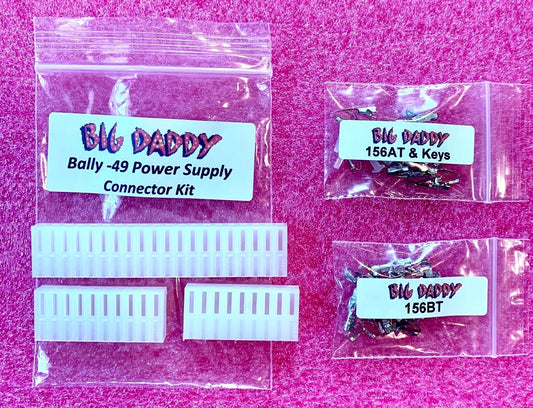 BIG DADDY
Bally -49 Power Supply
Connector Kit
BIG DADDY
156AT & Keys
BIG DADDY
156BT